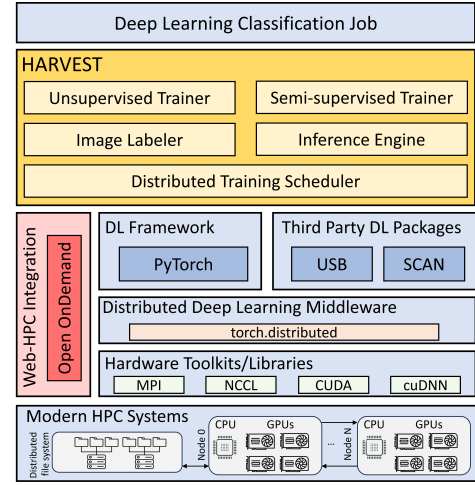 Deep Learning Classification Job
HARVEST
Unsupervised Trainer
Semi-supervised Trainer
Image Labeler
Inference Engine
Distributed Training Scheduler
Web-HPC Integration
Open OnDemand
DL Framework
PyTorch
Third Party DL Packages
USB
SCAN
Distributed Deep Learning Middleware
torch.distributed
Hardware Toolkits/Libraries
MPI
NCCL
CUDA
cuDNN
Modern HPC Systems
Distributed
file system
Node 0
CPU
GPUs
...
Node N
CPU
GPUs